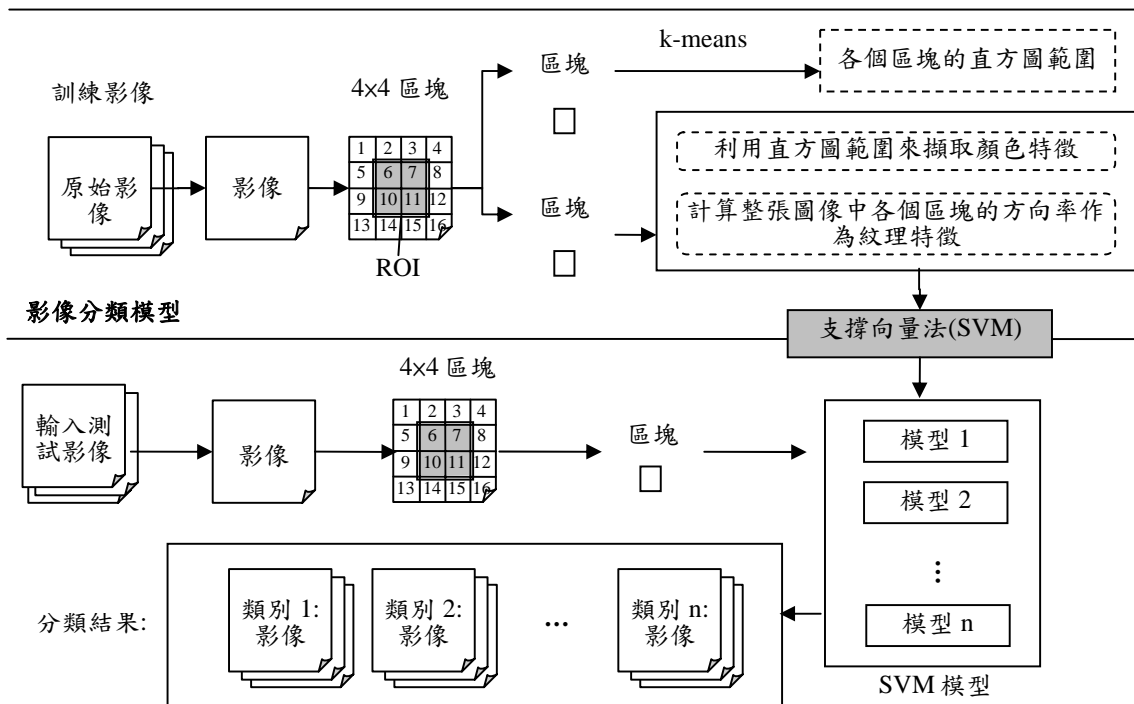 訓練影像
原始影
像
影像
4×4 區塊
1 2 3 4
5 6 7 8
9 10 11 12
13 14 15 16
ROI
區塊
k-means
各個區塊的直方圖範圍
區塊
利用直方圖範圍來擷取顏色特徵
計算整張圖像中各個區塊的方向率作
為紋理特徵
影像分類模型
支撐向量法(SVM)
輸入測
試影像
影像
4×4 區塊
1 2 3 4
5 6 7 8
9 10 11 12
13 14 15 16
區塊
模型 1
模型 2
⋮
模型 n
SVM 模型
分類結果:
類別 1:
影像
類別 2:
影像
...
類別 n:
影像